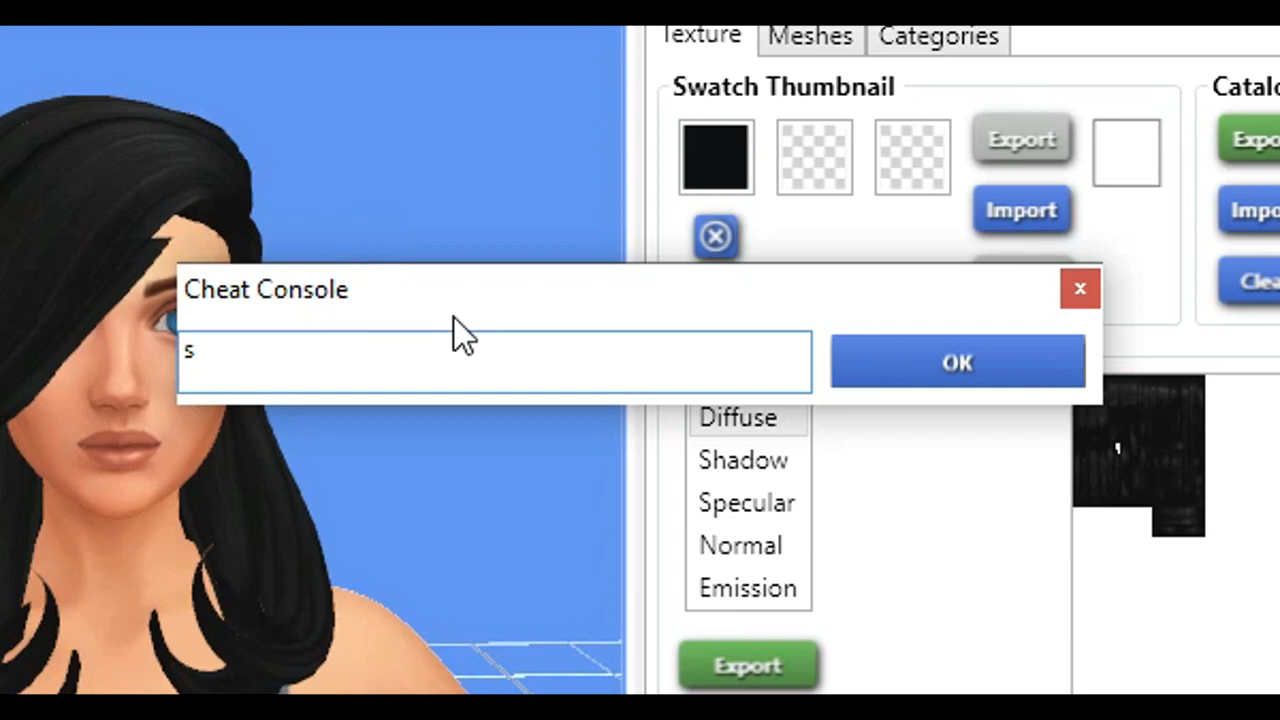 Texture
Meshes
Categories
Swatch Thumbnail
Export
Import
Cheat Console
x
s
OK
Diffuse
Shadow
Specular
Normal
Emission
Export